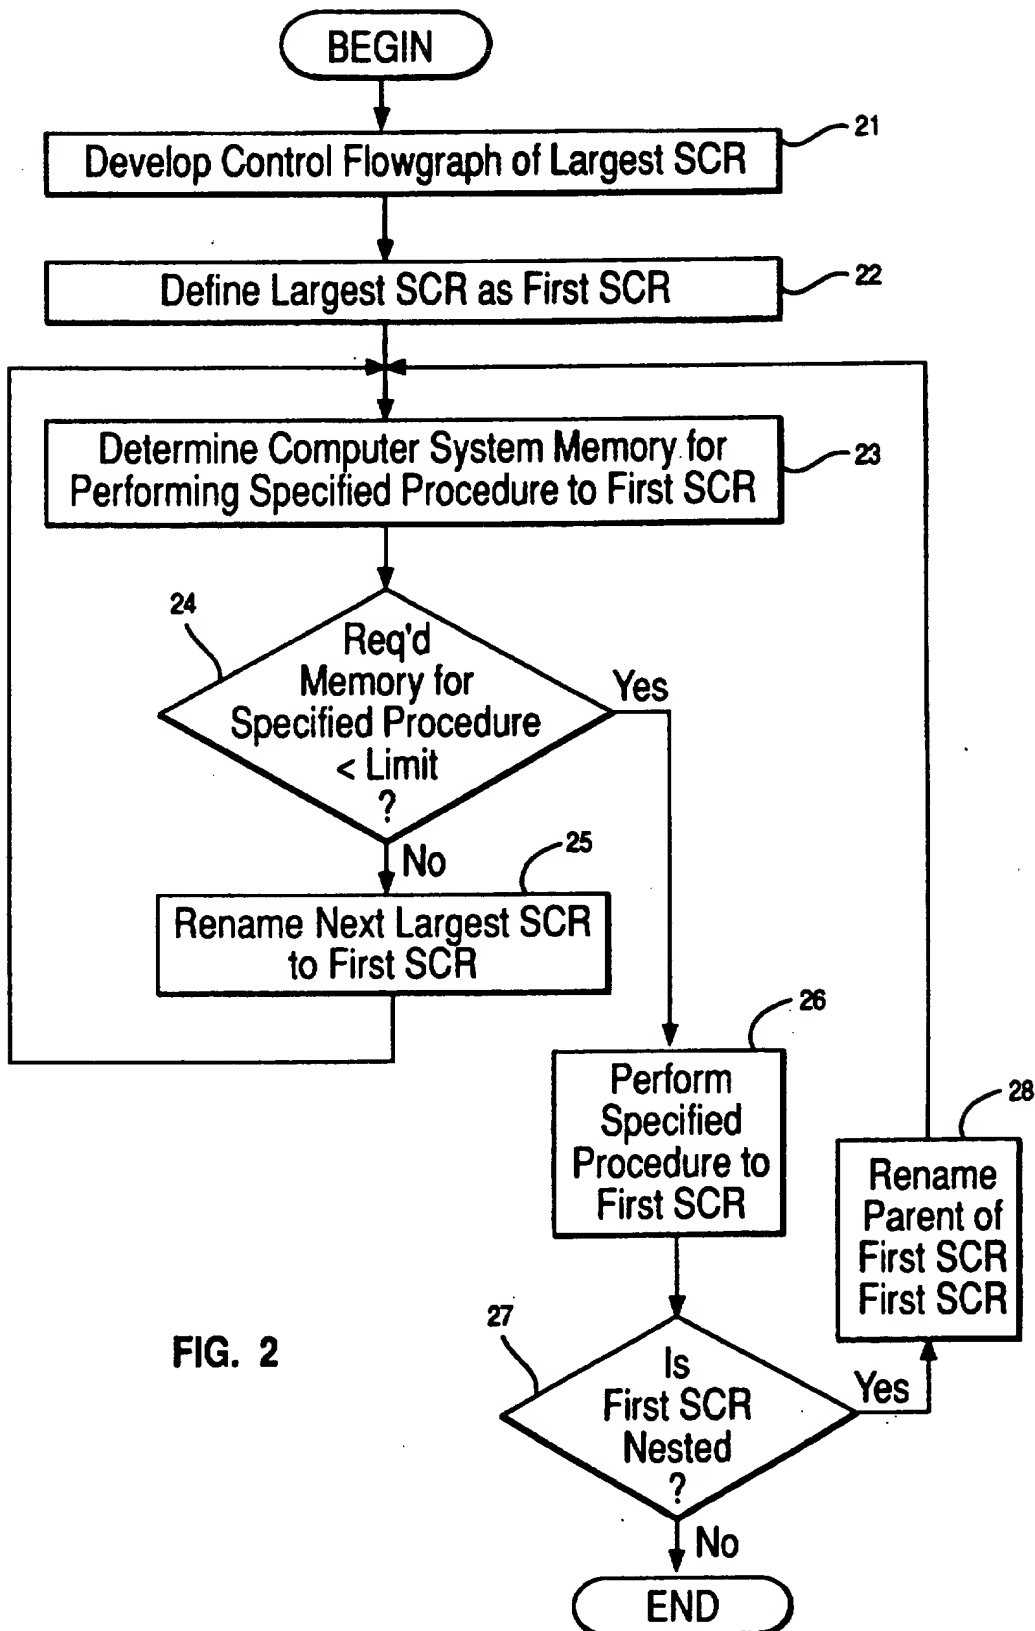 BEGIN
21
Develop Control Flowgraph of Largest SCR
22
Define Largest SCR as First SCR
23
Determine Computer System Memory for
Performing Specified Procedure to First SCR
24
Req'd
Memory for
Specified Procedure
< Limit
?
Yes
No
25
Rename Next Largest SCR
to First SCR
26
Perform
Specified
Procedure to
First SCR
28
Rename
Parent of
First SCR
First SCR
27
Is
First SCR
Nested
?
Yes
No
END
FIG. 2